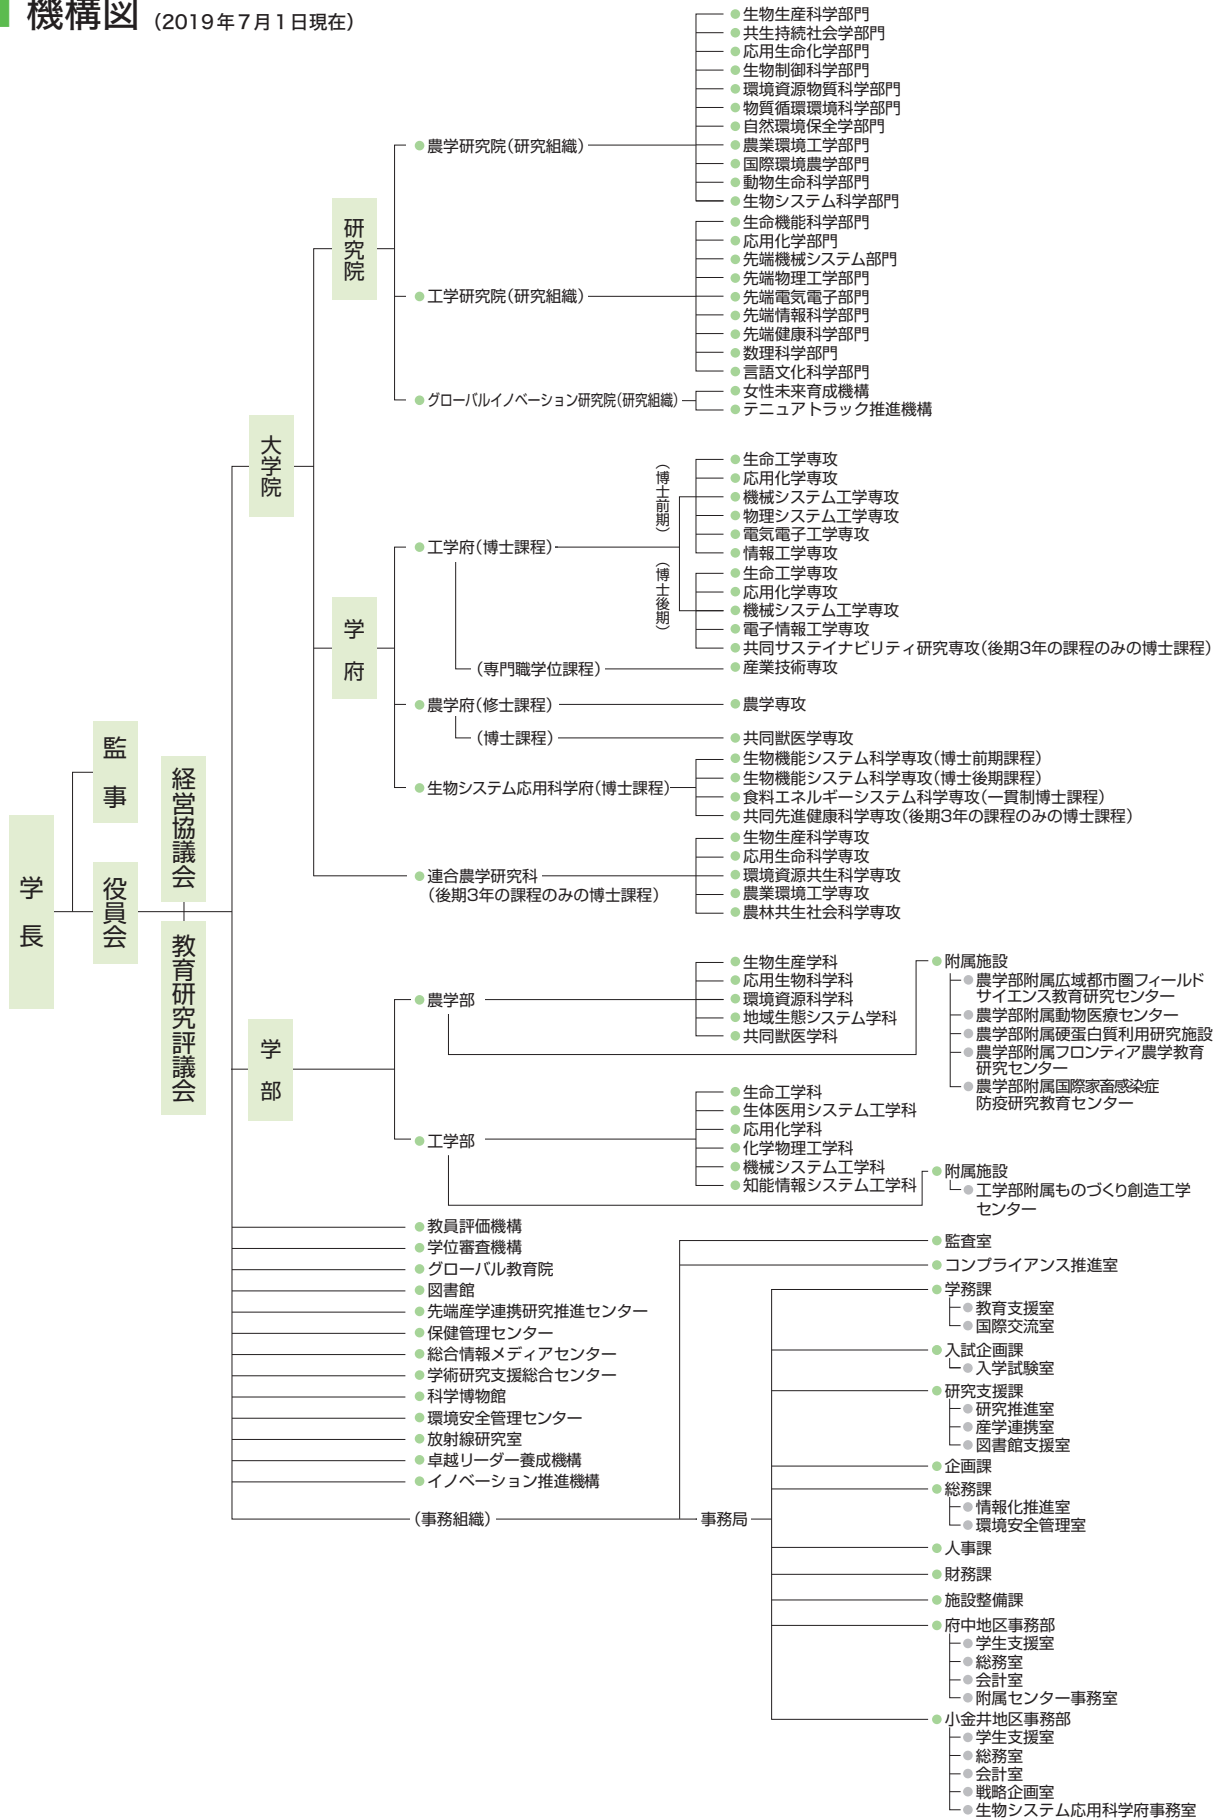 機構図 (2019年7月1日現在)
学長
監事
役員会
経営協議会
教育研究評議会
大学院
研究院
農学研究院(研究組織)
生物生産科学部門
共生持続社会学部門
応用生命化学部門
生物制御科学部門
環境資源物質科学部門
物質循環環境科学部門
自然環境保全学部門
農業環境工学部門
国際環境農学部門
動物生命科学部門
生物システム科学部門
工学研究院(研究組織)
生命機能科学部門
応用化学部門
先端機械システム部門
先端物理工学部門
先端電気電子部門
先端情報科学部門
先端健康科学部門
数理科学部門
言語文化科学部門
グローバルイノベーション研究院(研究組織)
女性未来育成機構
テニュアトラック推進機構
学府
工学府(博士課程)
(博士前期)
生命工学専攻
応用化学専攻
機械システム工学専攻
物理システム工学専攻
電気電子工学専攻
情報工学専攻
(博士後期)
生命工学専攻
応用化学専攻
機械システム工学専攻
電子情報工学専攻
共同サステイナビリティ研究専攻(後期3年の課程のみの博士課程)
(専門職学位課程)
産業技術専攻
農学府(修士課程)
農学専攻
(博士課程)
共同獣医学専攻
生物システム応用科学府(博士課程)
生物機能システム科学専攻(博士前期課程)
生物機能システム科学専攻(博士後期課程)
食料エネルギーシステム科学専攻(一貫制博士課程)
共同先進健康科学専攻(後期3年の課程のみの博士課程)
連合農学研究科
(後期3年の課程のみの博士課程)
生物生産科学専攻
応用生命科学専攻
環境資源共生科学専攻
農業環境工学専攻
農林共生社会科学専攻
学部
農学部
生物生産学科
応用生物科学科
環境資源科学科
地域生態システム学科
共同獣医学科
附属施設
農学部附属広域都市圏フィールド
サイエンス教育研究センター
農学部附属動物医療センター
農学部附属硬蛋白質利用研究施設
農学部附属フロンティア農学教育
研究センター
農学部附属国際家畜感染症
防疫研究教育センター
工学部
生命工学科
生体医用システム工学科
応用化学科
化学物理工学科
機械システム工学科
知能情報システム工学科
附属施設
工学部附属ものづくり創造工学
センター
教員評価機構
学位審査機構
グローバル教育院
図書館
先端産学連携研究推進センター
保健管理センター
総合情報メディアセンター
学術研究支援総合センター
科学博物館
環境安全管理センター
放射線研究室
卓越リーダー養成機構
イノベーション推進機構
(事務組織)
監査室
コンプライアンス推進室
事務局
学務課
教育支援室
国際交流室
入試企画課
入学試験室
研究支援課
研究推進室
産学連携室
図書館支援室
企画課
総務課
情報化推進室
環境安全管理室
人事課
財務課
施設整備課
府中地区事務部
学生支援室
総務室
会計室
附属センター事務室
小金井地区事務部
学生支援室
総務室
会計室
戦略企画室
生物システム応用科学府事務室